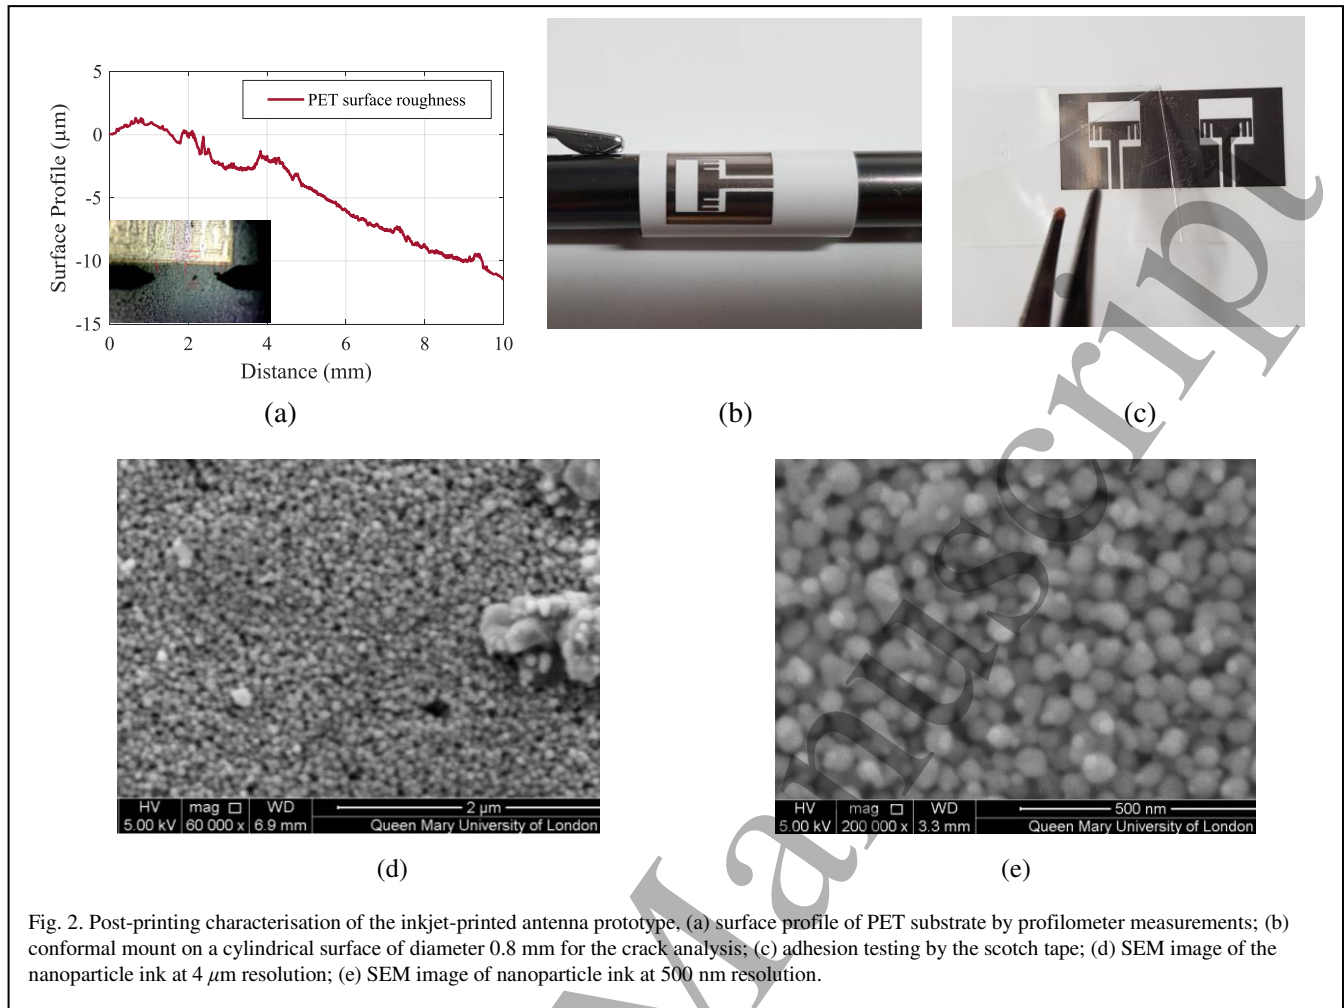 5
0
-5
-10
-15
Surface Profile (μm)
PET surface roughness
0 2 4 6 8 10
Distance (mm)
(a)
(b)
(c)
HV mag □ WD 2 μm
5.00 kV 60 000 x 6.9 mm Queen Mary University of London
HV mag □ WD 500 nm
5.00 kV 200 000 x 3.3 mm Queen Mary University of London
(d)
(e)
Fig. 2. Post-printing characterisation of the inkjet-printed antenna prototype, (a) surface profile of PET substrate by profilometer measurements; (b)
conformal mount on a cylindrical surface of diameter 0.8 mm for the crack analysis; (c) adhesion testing by the scotch tape; (d) SEM image of the
nanoparticle ink at 4 μm resolution; (e) SEM image of nanoparticle ink at 500 nm resolution.
Manuscript